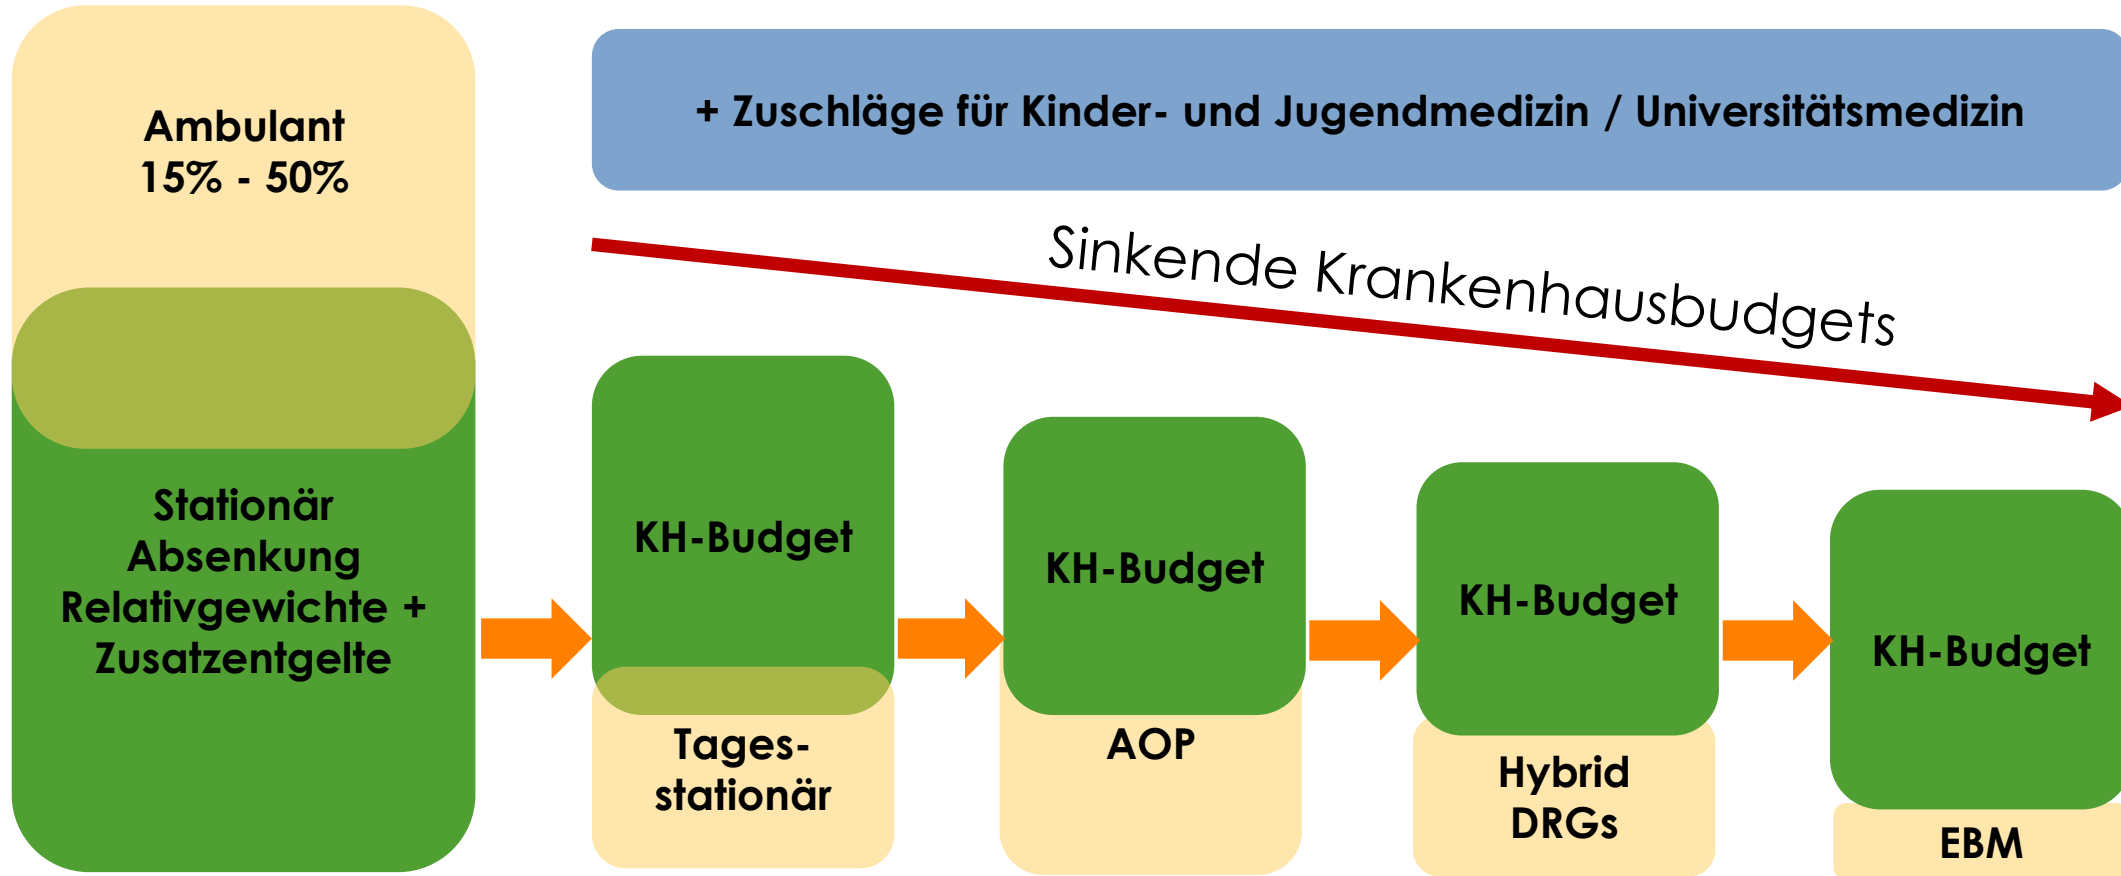 Ambulant
15% - 50%
+ Zuschläge für Kinder- und Jugendmedizin / Universitätsmedizin
Sinkende Krankenhausbudgets
Stationär
Absenkung
Relativgewichte +
Zusatzentgelte
KH-Budget
Tages-
stationär
KH-Budget
AOP
KH-Budget
Hybrid
DRGs
KH-Budget
EBM